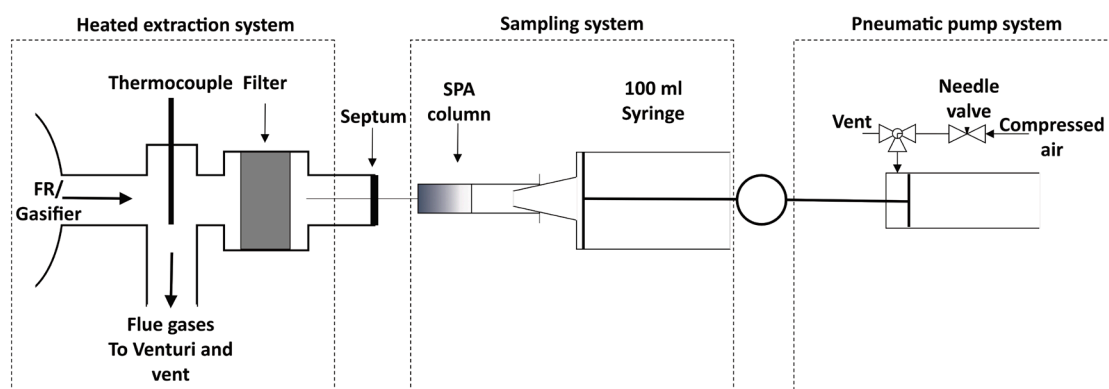 Heated extraction system
Sampling system
Pneumatic pump system
Thermocouple
Filter
Septum
SPA
column
100 ml
Syringe
Needle
valve
Vent
Compressed
air
FR/
Gasifier
Flue gases
To Venturi and
vent